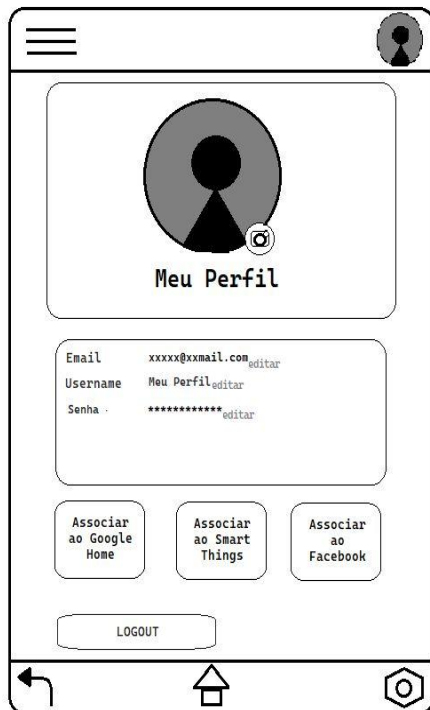 Meu Perfil
Email xxxxx@xxmail.com editar
Username Meu Perfil editar
Senha ************ editar
Associar
ao Google
Home
Associar
ao Smart
Things
Associar
ao
Facebook
LOGOUT